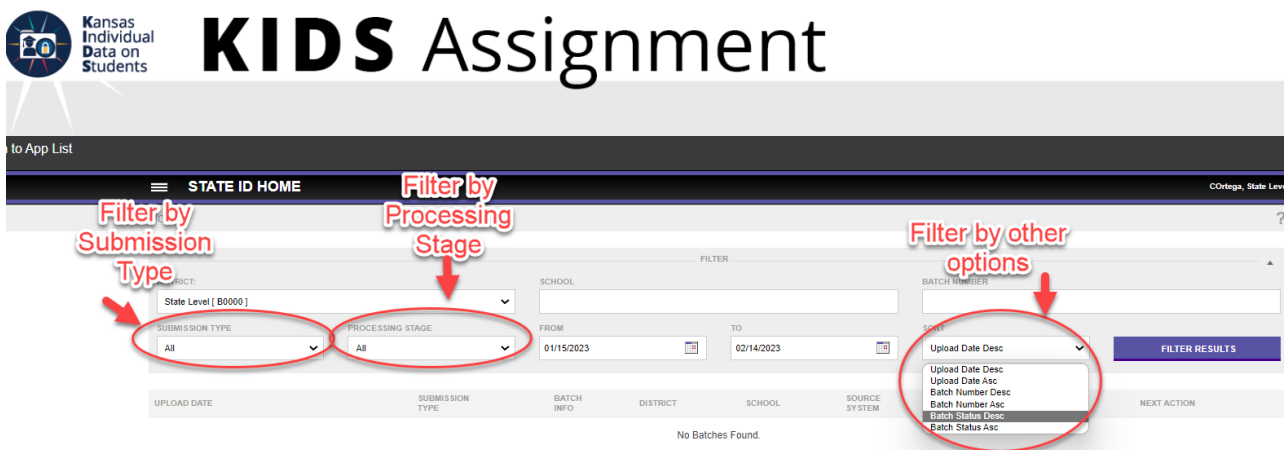 Kansas
Individual
Data on
Students
KIDS Assignment
to App List
STATE ID HOME
COrtega, State Leve
Filter by
Submission
Type
Filter by
Processing
Stage
Filter by other
options
?
FILTER
DISTRICT:
SCHOOL
BATCH NUMBER
State Level [ B0000 ]
SUBMISSION TYPE
PROCESSING STAGE
FROM
TO
SORT
All
All
01/15/2023
02/14/2023
Upload Date Desc
FILTER RESULTS
Upload Date Desc
Upload Date Asc
Batch Number Desc
Batch Number Asc
Batch Status Desc
Batch Status Asc
UPLOAD DATE
SUBMISSION
TYPE
BATCH
INFO
DISTRICT
SCHOOL
SOURCE
SYSTEM
NEXT ACTION
No Batches Found.